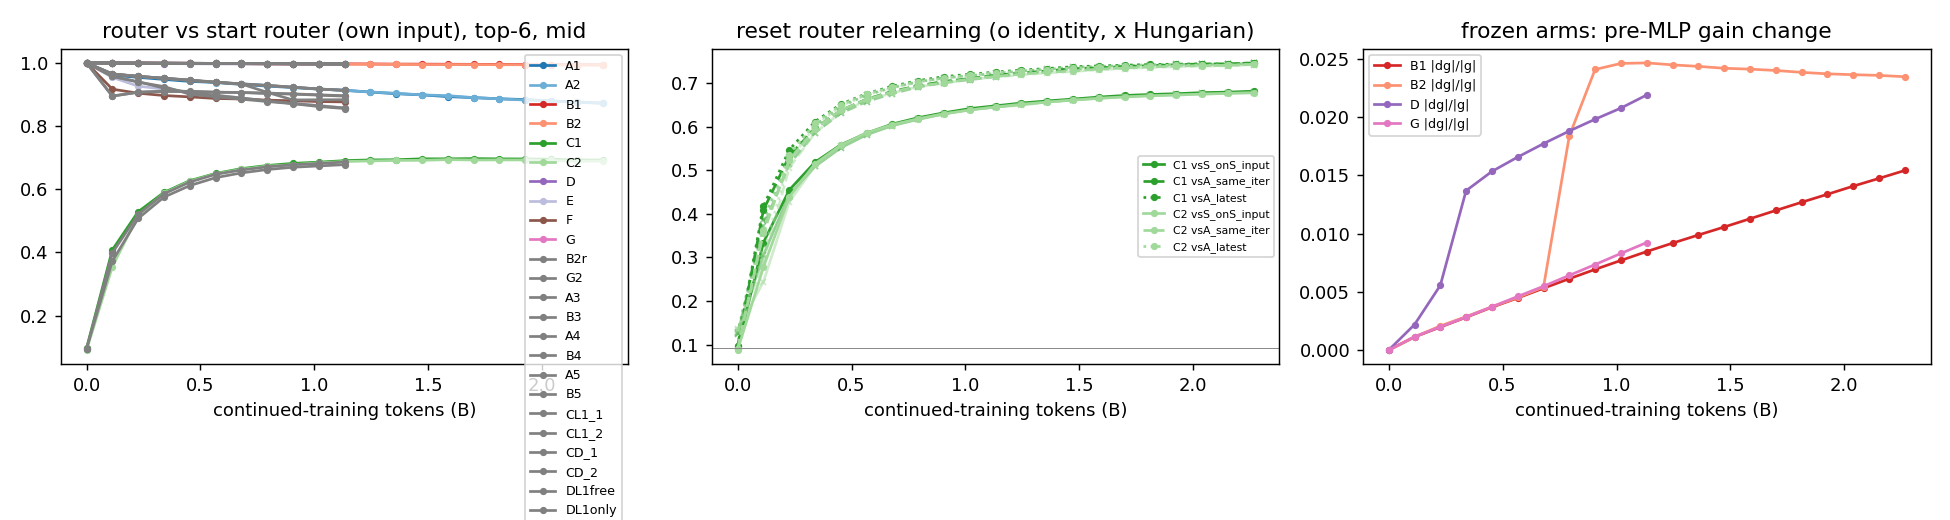 router vs start router (own input), top-6, mid
1.0
0.8
0.6
0.4
0.2
0.0
0.5
1.0
1.5
2.0
continued-training tokens (B)
A1
A2
B1
B2
C1
C2
D
E
F
G
B2r
G2
A3
B3
A4
B4
A5
B5
CL1_1
CL1_2
CD_1
CD_2
DL1free
DL1only
reset router relearning (o identity, x Hungarian)
0.7
0.6
0.5
0.4
0.3
0.2
0.1
0.0
0.5
1.0
1.5
2.0
continued-training tokens (B)
C1 vsS_onS_input
C1 vsA_same_iter
C1 vsA_latest
C2 vsS_onS_input
C2 vsA_same_iter
C2 vsA_latest
frozen arms: pre-MLP gain change
0.025
0.020
0.015
0.010
0.005
0.000
0.0
0.5
1.0
1.5
2.0
continued-training tokens (B)
B1 |dg|/|g|
B2 |dg|/|g|
D |dg|/|g|
G |dg|/|g|